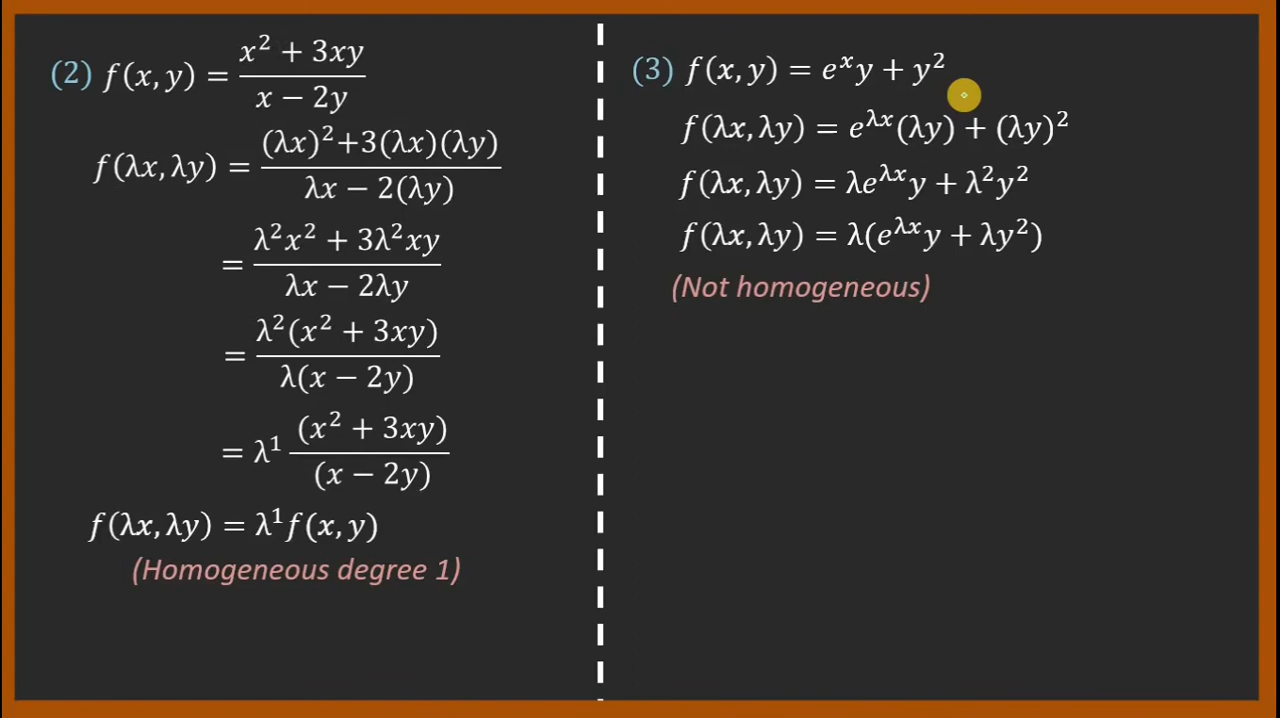 (2) f(x, y) = (x² + 3xy)/(x − 2y)
f(λx, λy) = ((λx)²+3(λx)(λy))/(λx − 2(λy))
= (λ²x² + 3λ²xy)/(λx − 2λy)
= (λ²(x² + 3xy))/(λ(x − 2y))
= λ¹ (x² + 3xy)/(x − 2y)
f(λx, λy) = λ¹f(x, y)
(Homogeneous degree 1)
(3) f(x, y) = eˣy + y²
f(λx, λy) = e^λx(λy) + (λy)²
f(λx, λy) = λe^λxy + λ²y²
f(λx, λy) = λ(e^λxy + λy²)
(Not homogeneous)